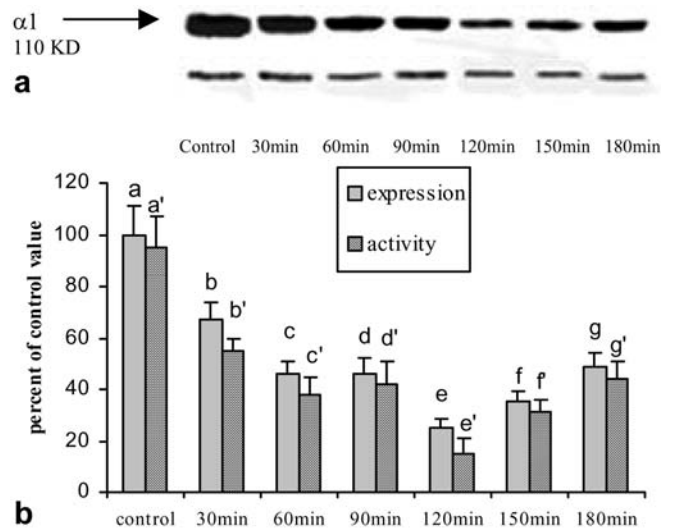 α1
110 KD
a
Control 30min 60min 90min 120min 150min 180min
120
100
80
60
40
20
0
percent of control value
expression
activity
a a'
b b'
c c'
d d'
e e'
f f'
g g'
b
control 30min 60min 90min 120min 150min 180min